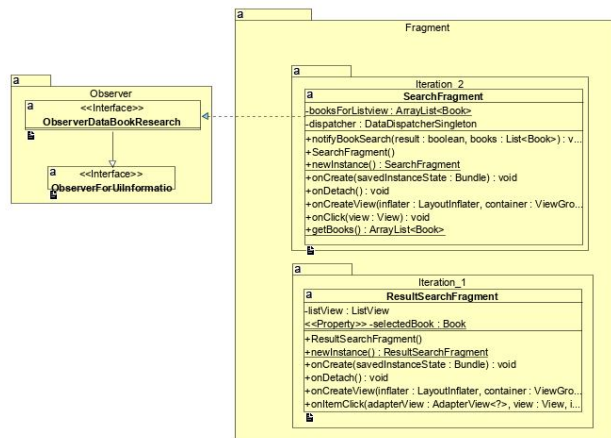 a
Observer
a
<<Interface>>
ObserverDataBookResearch
a
<<Interface>>
ObserverForUiInformatio
a
Fragment
a
Iteration_2
a
SearchFragment
-booksForListview : ArrayList<Book>
-dispatcher : DataDispatcherSingleton
+notifyBookSearch(result : boolean, books : List<Book>) : v...
+SearchFragment()
+newInstance() : SearchFragment
+onCreate(savedInstanceState : Bundle) : void
+onDetach() : void
+onCreateView(inflater : LayoutInflater, container : ViewGro...
+onClick(view : View) : void
+getBooks() : ArrayList<Book>
a
Iteration_1
a
ResultSearchFragment
-listView : ListView
<<Property>> -selectedBook : Book
+ResultSearchFragment()
+newInstance() : ResultSearchFragment
+onCreate(savedInstanceState : Bundle) : void
+onDetach() : void
+onCreateView(inflater : LayoutInflater, container : ViewGro...
+onItemClick(adapterView : AdapterView<?>, view : View, i...